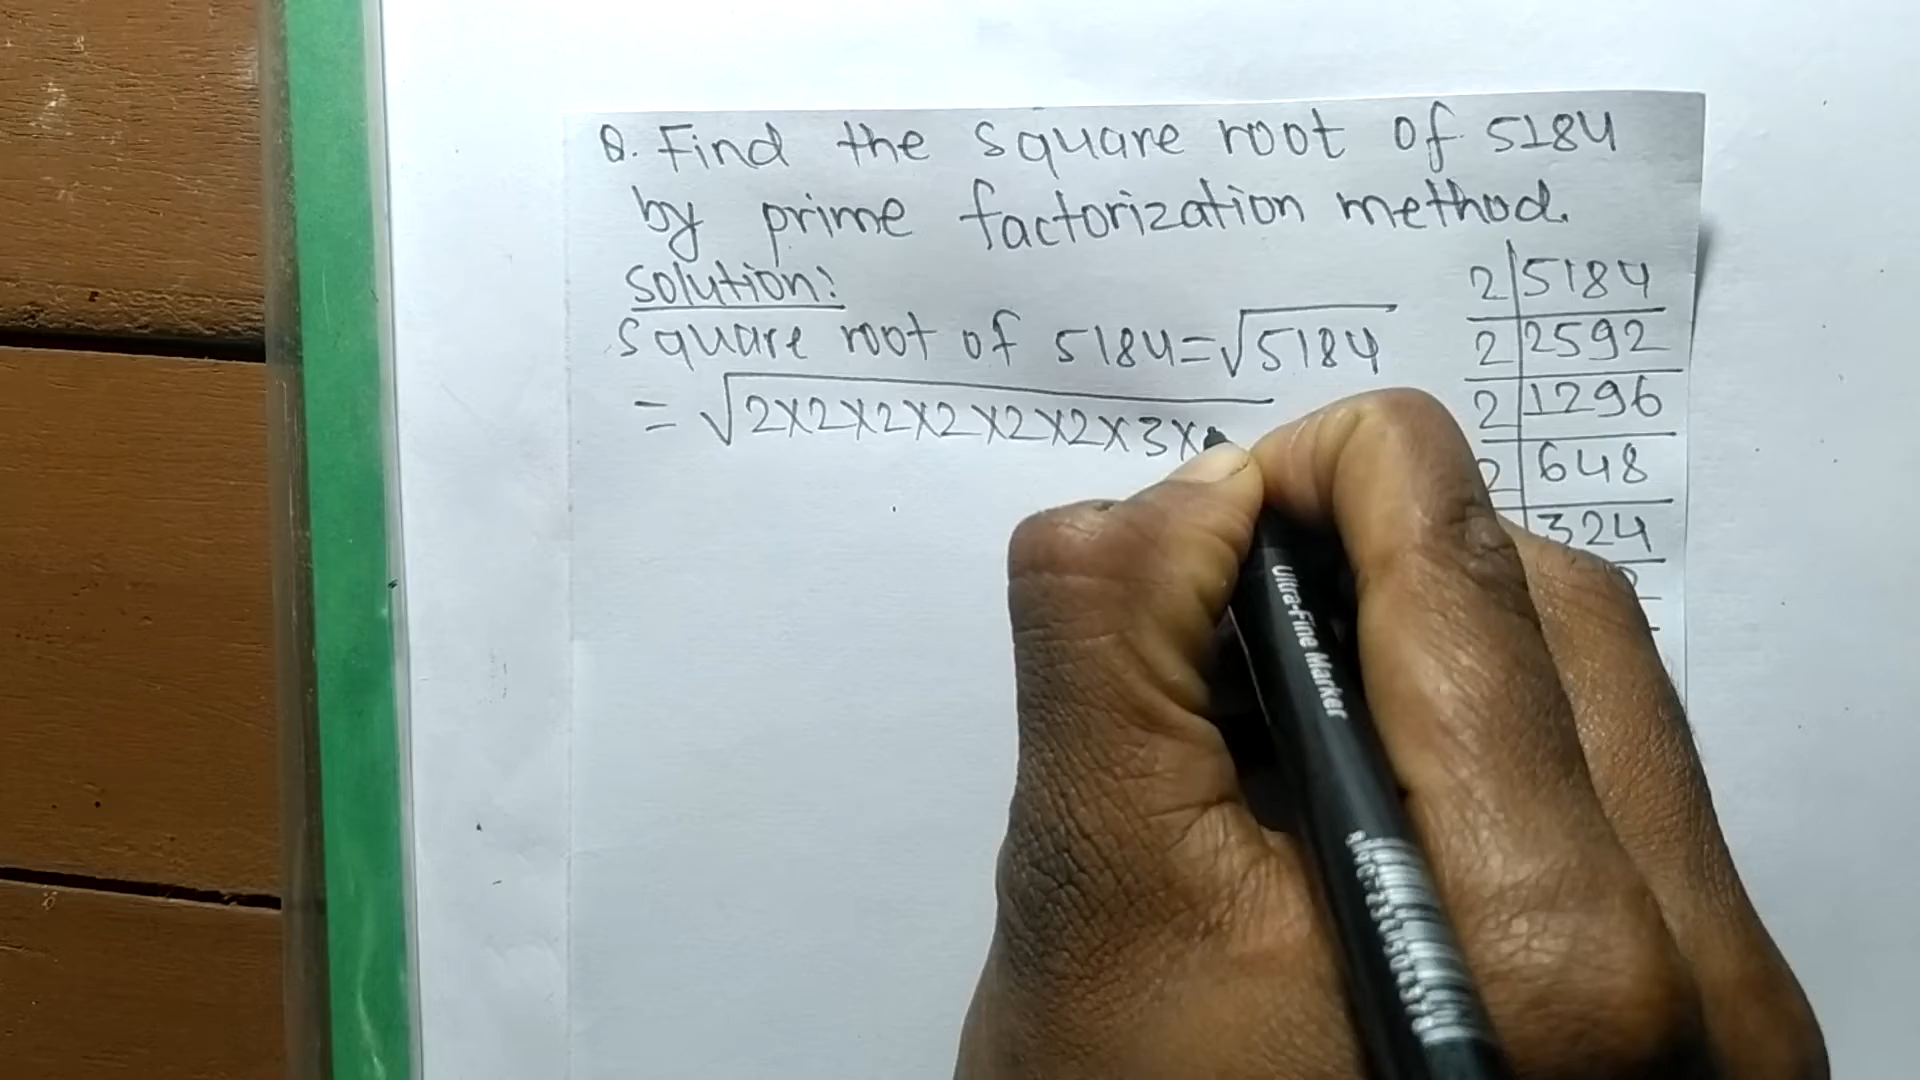 Q. Find the square root of 5184
by prime factorization method.
Solution:
Square root of 5184=√5184
= √2×2×2×2×2×2×3×
2 5184
2 2592
2 1296
2 648
324
Ultra-Fine Marker